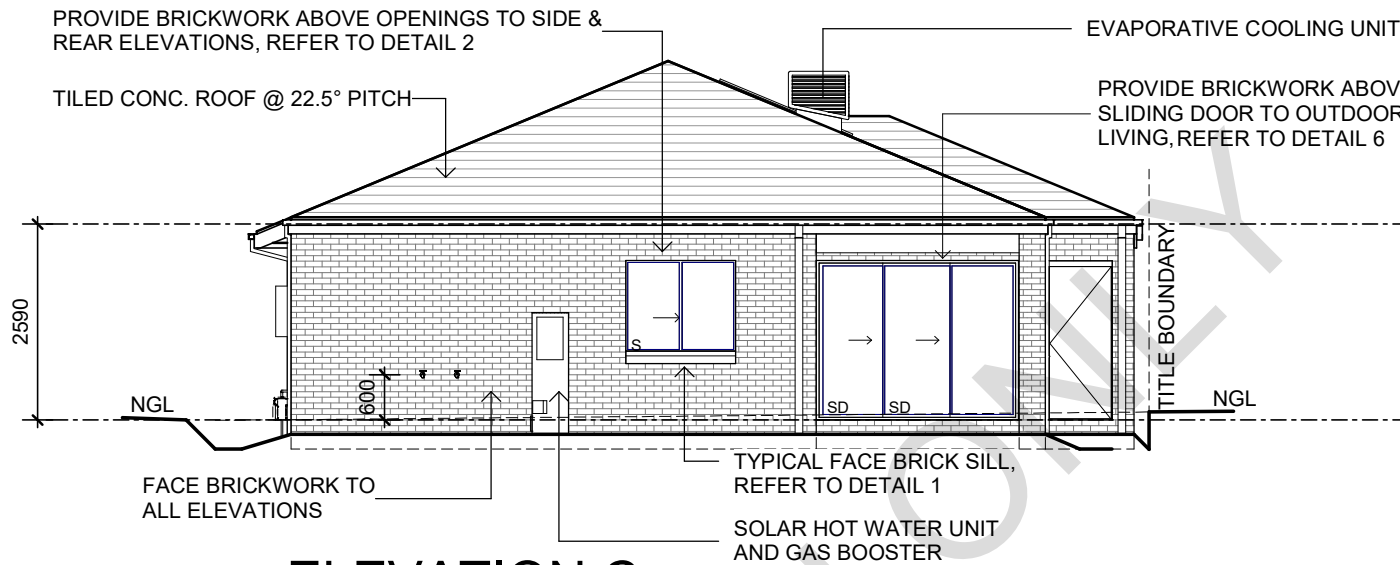 PROVIDE BRICKWORK ABOVE OPENINGS TO SIDE &
REAR ELEVATIONS, REFER TO DETAIL 2
EVAPORATIVE COOLING UNIT
TILED CONC. ROOF @ 22.5° PITCH
PROVIDE BRICKWORK ABOV
SLIDING DOOR TO OUTDOOR
LIVING, REFER TO DETAIL 6
2590
TITLE BOUNDARY
S
600
SD
SD
NGL
NGL
FACE BRICKWORK TO
ALL ELEVATIONS
TYPICAL FACE BRICK SILL,
REFER TO DETAIL 1
SOLAR HOT WATER UNIT
AND GAS BOOSTER
ONLY